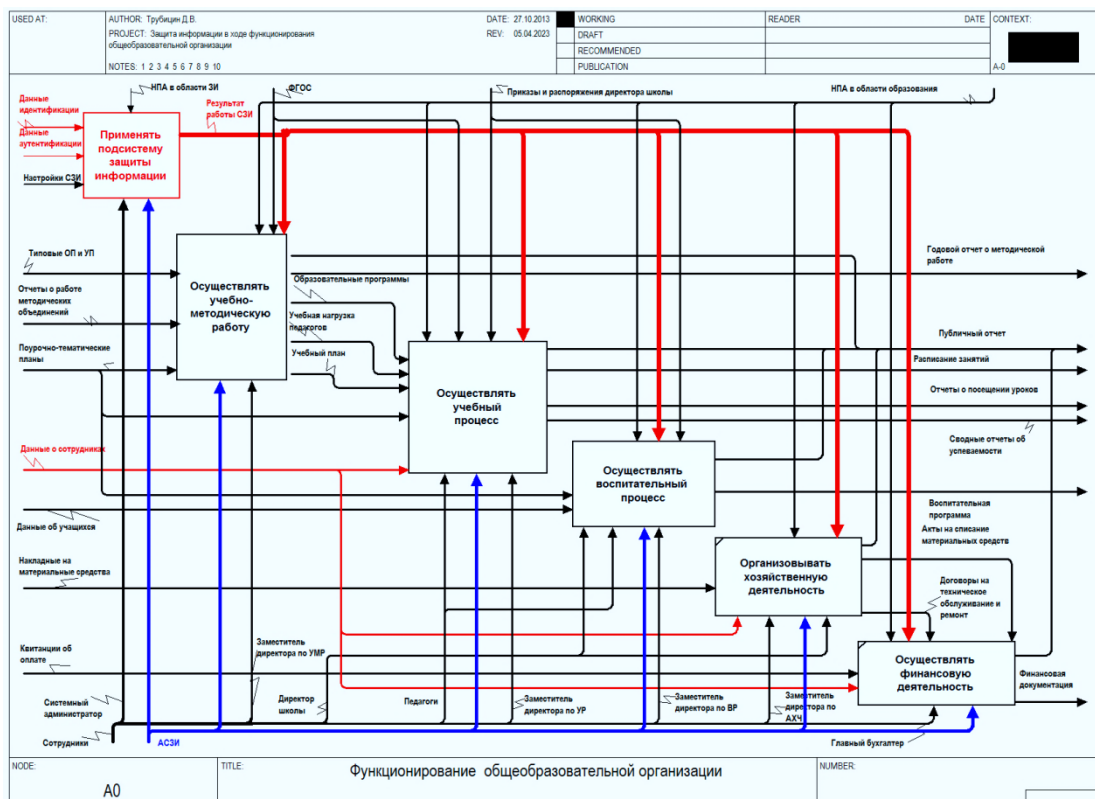 USED AT:
AUTHOR: Трубицин Д.В.
DATE: 27.10.2013
PROJECT: Защита информации в ходе функционирования
общеобразовательной организации
REV: 05.04.2023
NOTES: 1 2 3 4 5 6 7 8 9 10
WORKING
DRAFT
RECOMMENDED
PUBLICATION
READER
DATE
CONTEXT:
A-0
НПА в области ЗИ
ФГОС
Приказы и распоряжения директора школы
НПА в области образования
Данные
идентификации
Результат
работы СЗИ
Данные
аутентификации
Настройки СЗИ
Применять
подсистему
защиты
информации
Типовые ОП и УП
Отчеты о работе
методических
объединений
Поурочно-тематические
планы
Осуществлять
учебно-
методическую
работу
Образовательные программы
Учебная нагрузка
педагогов
Учебный план
Годовой отчет о методической
работе
Публичный отчет
Расписание занятий
Отчеты о посещении уроков
Сводные отчеты об
успеваемости
Осуществлять
учебный
процесс
Данные о сотрудниках
Осуществлять
воспитательный
процесс
Воспитательная
программа
Данные об учащихся
Акты на списание
материальных средств
Накладные на
материальные средства
Организовывать
хозяйственную
деятельность
Договоры на
техническое
обслуживание и
ремонт
Квитанции об
оплате
Осуществлять
финансовую
деятельность
Финансовая
документация
Системный
администратор
Заместитель
директора по УМР
Директор
школы
Педагоги
Заместитель
директора по УР
Заместитель
директора по ВР
Заместитель
директора по
АХЧ
Сотрудники
АСЗИ
Главный бухгалтер
NODE:
A0
TITLE:
Функционирование общеобразовательной организации
NUMBER: